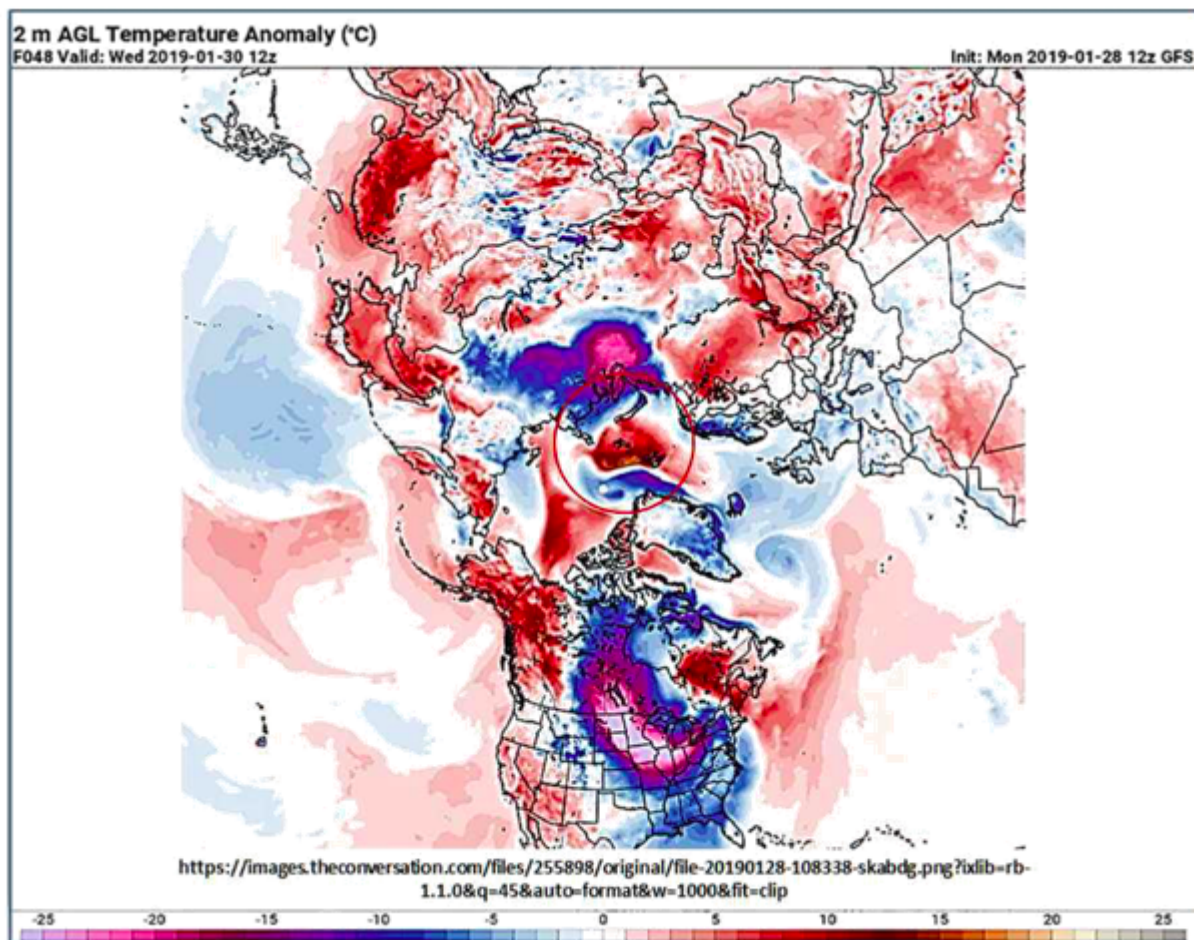 2 m AGL Temperature Anomaly (°C)
F048 Valid: Wed 2019-01-30 12z Init: Mon 2019-01-28 12z GFS
https://images.theconversation.com/files/255898/original/file-20190128-108338-skabdg.png?ixlib=rb-
1.1.0&q=45&auto=format&w=1000&fit=clip
-25 -20 -15 -10 -5 0 5 10 15 20 25